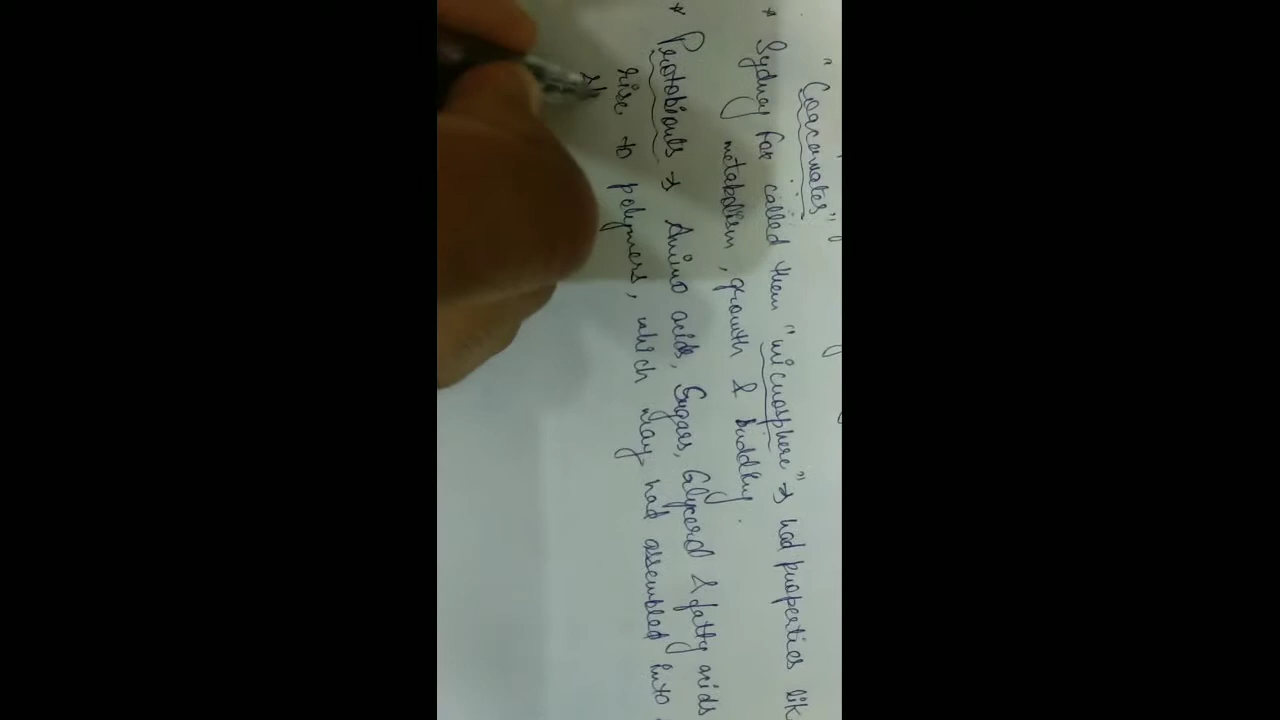 "Coacervates"
* Sydney Fox called them "microsphere" → had properties lik
metabolism, growth & budding.
* Protobionts → Amino acids, Sugars, Glycerol & fatty acids
rise to polymers, which may had assembled into